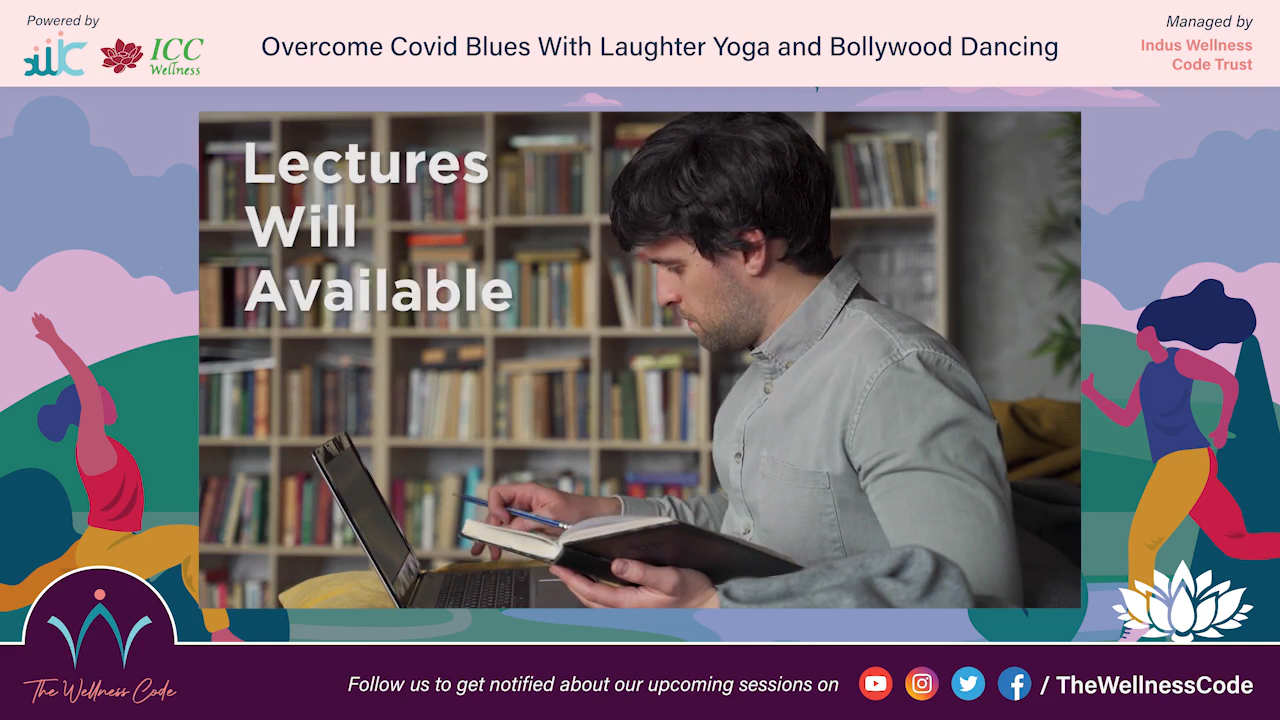 Powered by
ICC
Wellness
Overcome Covid Blues With Laughter Yoga and Bollywood Dancing
Managed by
Indus Wellness
Code Trust
Lectures
Will
Available
The Wellness Code
Follow us to get notified about our upcoming sessions on
/ TheWellnessCode